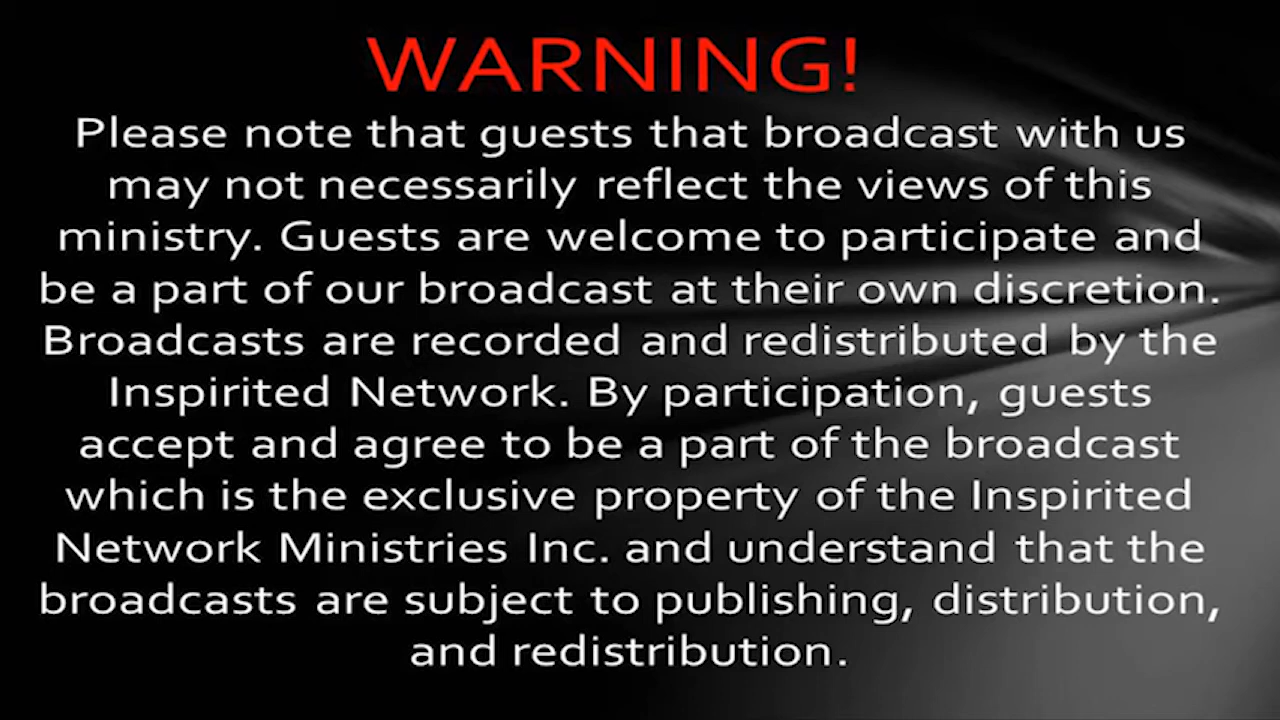 WARNING!
Please note that guests that broadcast with us
may not necessarily reflect the views of this
ministry. Guests are welcome to participate and
be a part of our broadcast at their own discretion.
Broadcasts are recorded and redistributed by the
Inspirited Network. By participation, guests
accept and agree to be a part of the broadcast
which is the exclusive property of the Inspirited
Network Ministries Inc. and understand that the
broadcasts are subject to publishing, distribution,
and redistribution.